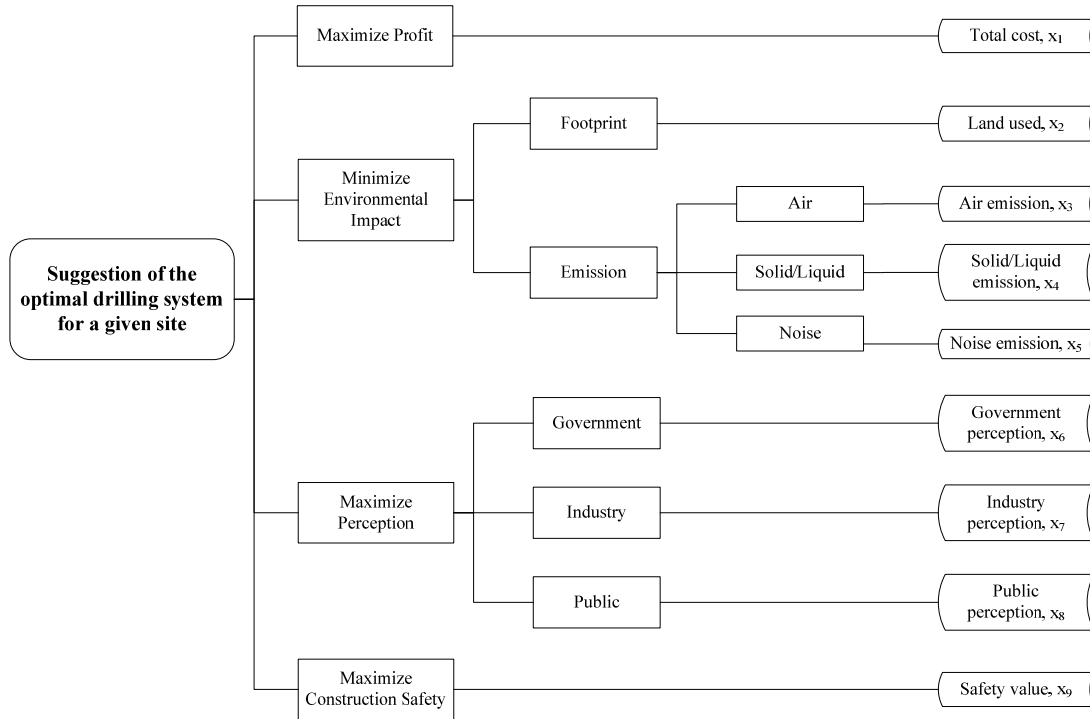 Suggestion of the
optimal drilling system
for a given site
Maximize Profit
Total cost, x₁
Minimize
Environmental
Impact
Footprint
Land used, x₂
Emission
Air
Air emission, x₃
Solid/Liquid
Solid/Liquid
emission, x₄
Noise
Noise emission, x₅
Maximize
Perception
Government
Government
perception, x₆
Industry
Industry
perception, x₇
Public
Public
perception, x₈
Maximize
Construction Safety
Safety value, x₉